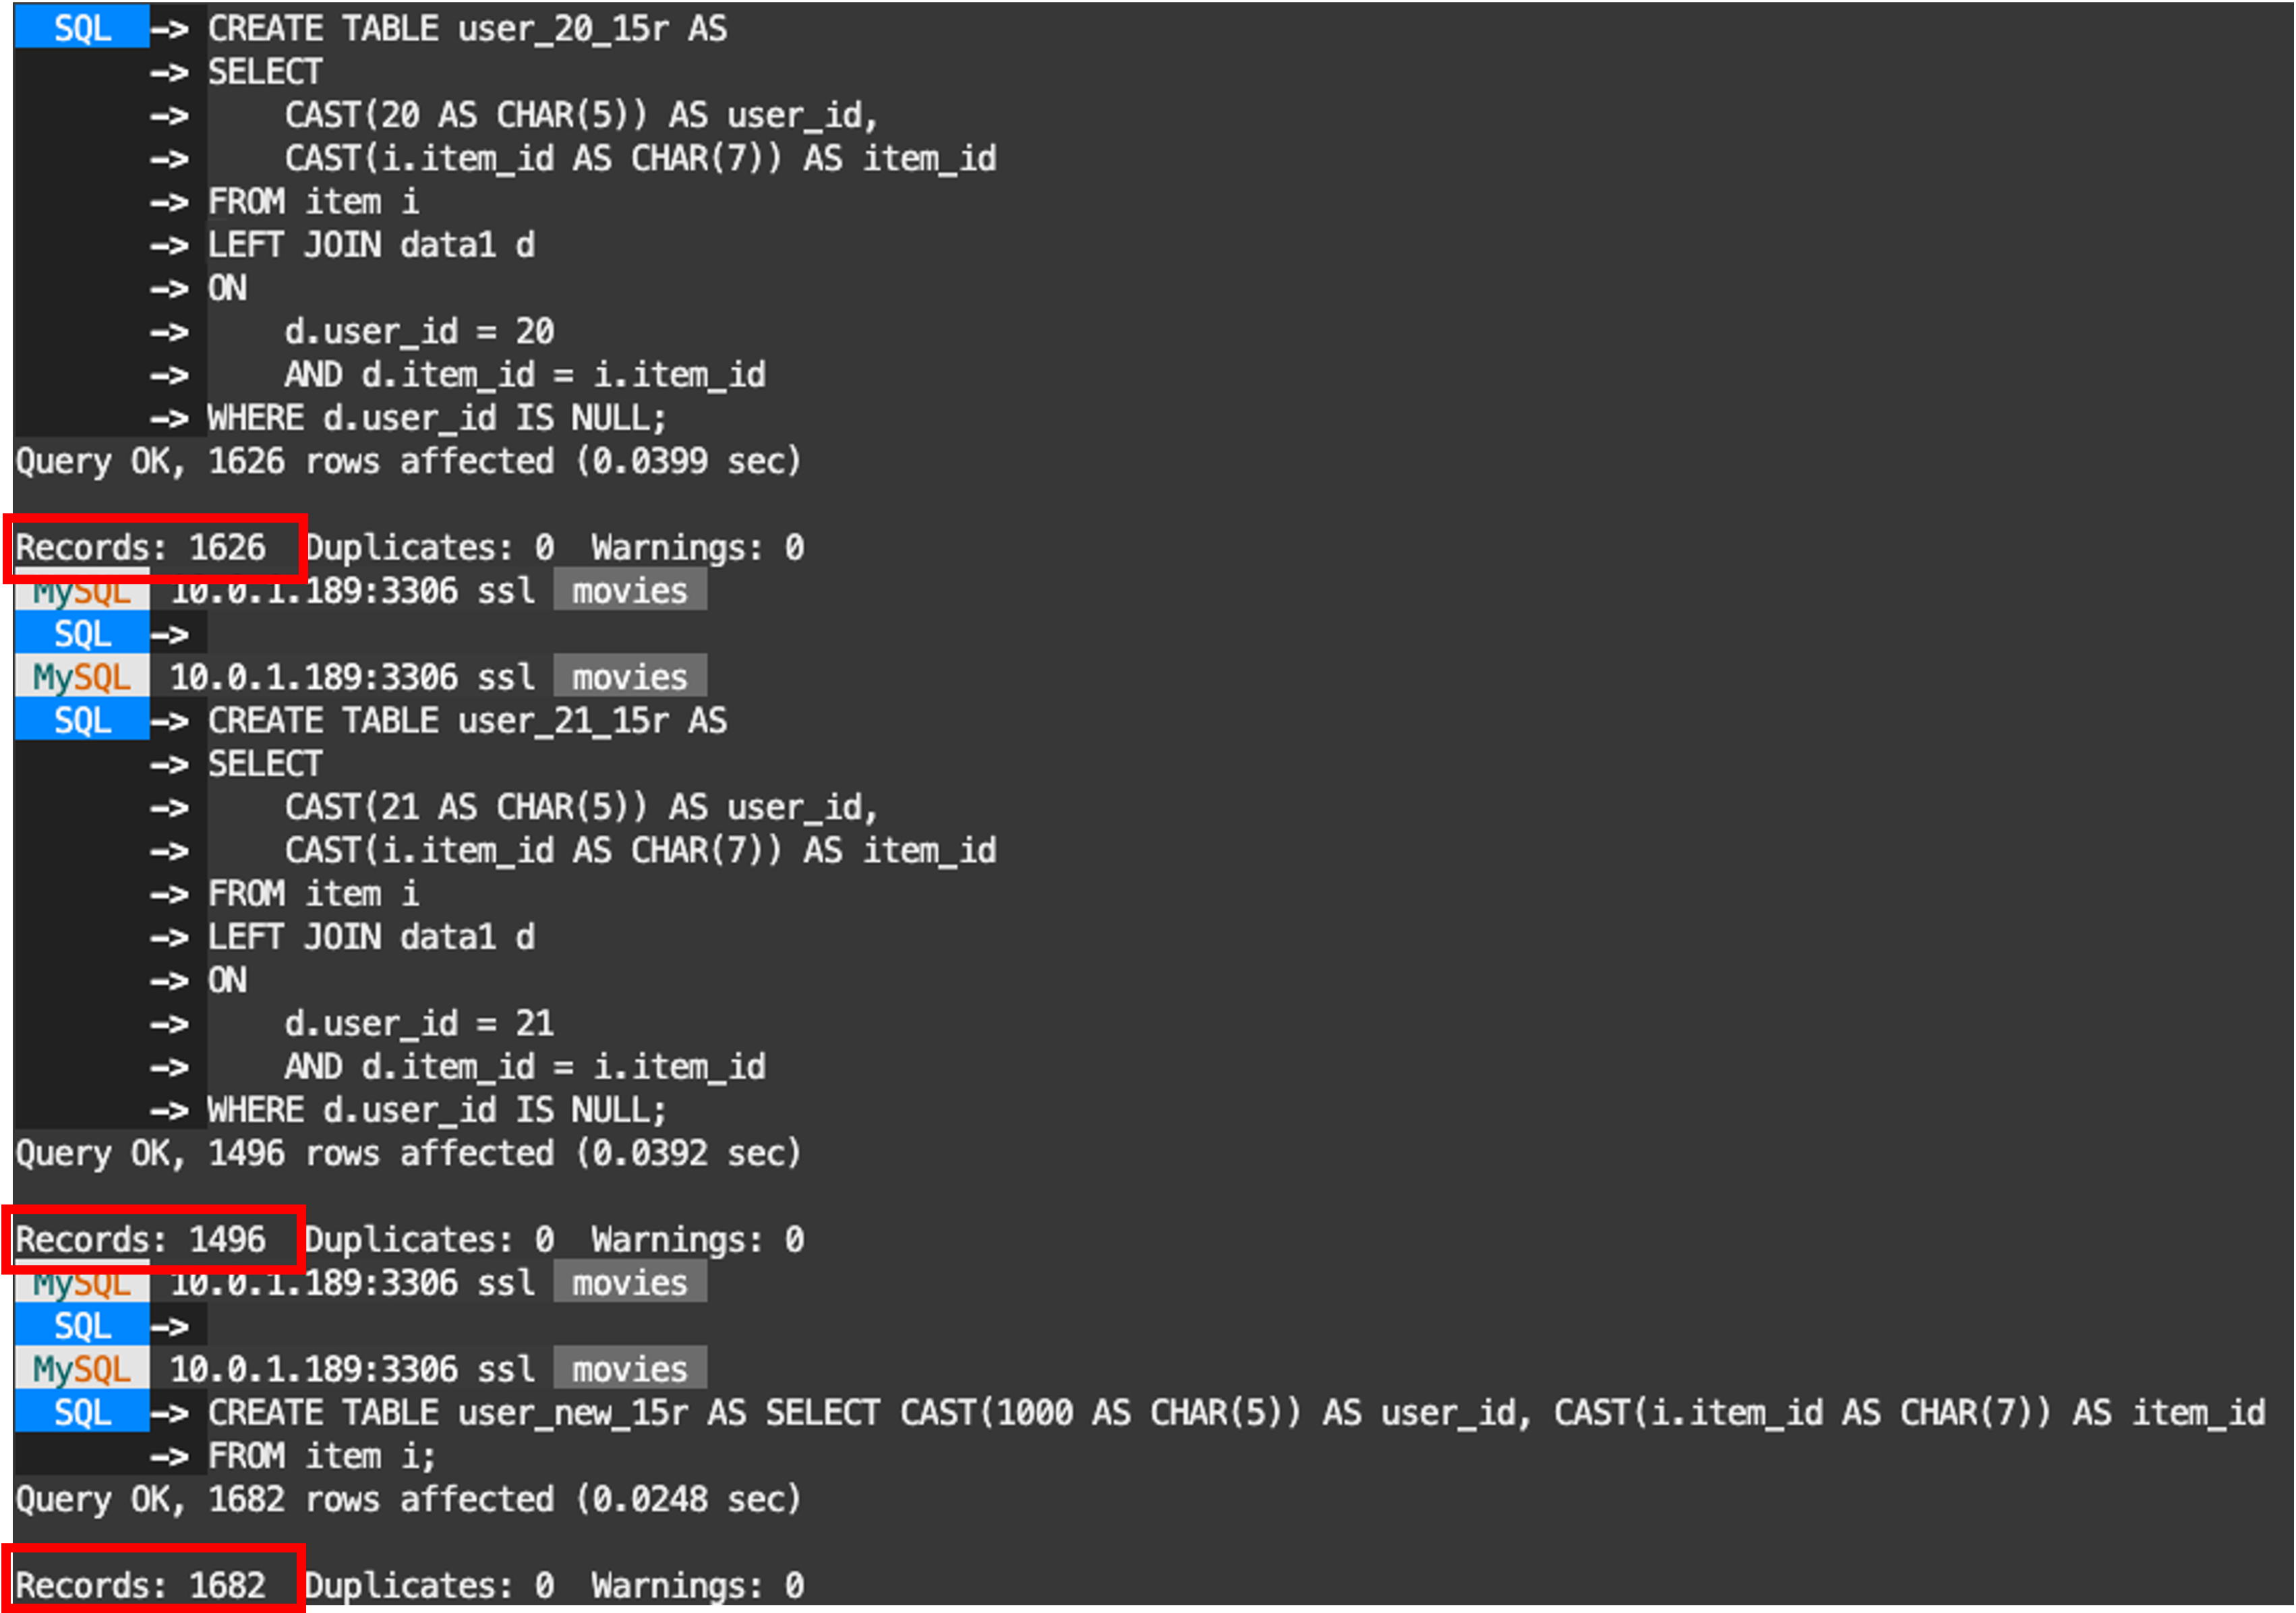 SQL -> CREATE TABLE user_20_15r AS
-> SELECT
-> CAST(20 AS CHAR(5)) AS user_id,
-> CAST(i.item_id AS CHAR(7)) AS item_id
-> FROM item i
-> LEFT JOIN data1 d
-> ON
-> d.user_id = 20
-> AND d.item_id = i.item_id
-> WHERE d.user_id IS NULL;
Query OK, 1626 rows affected (0.0399 sec)
Records: 1626 Duplicates: 0 Warnings: 0
MySQL 10.0.1.189:3306 ssl movies
SQL ->
MySQL 10.0.1.189:3306 ssl movies
SQL -> CREATE TABLE user_21_15r AS
-> SELECT
-> CAST(21 AS CHAR(5)) AS user_id,
-> CAST(i.item_id AS CHAR(7)) AS item_id
-> FROM item i
-> LEFT JOIN data1 d
-> ON
-> d.user_id = 21
-> AND d.item_id = i.item_id
-> WHERE d.user_id IS NULL;
Query OK, 1496 rows affected (0.0392 sec)
Records: 1496 Duplicates: 0 Warnings: 0
MySQL 10.0.1.189:3306 ssl movies
SQL ->
MySQL 10.0.1.189:3306 ssl movies
SQL -> CREATE TABLE user_new_15r AS SELECT CAST(1000 AS CHAR(5)) AS user_id, CAST(i.item_id AS CHAR(7)) AS item_id
-> FROM item i;
Query OK, 1682 rows affected (0.0248 sec)
Records: 1682 Duplicates: 0 Warnings: 0